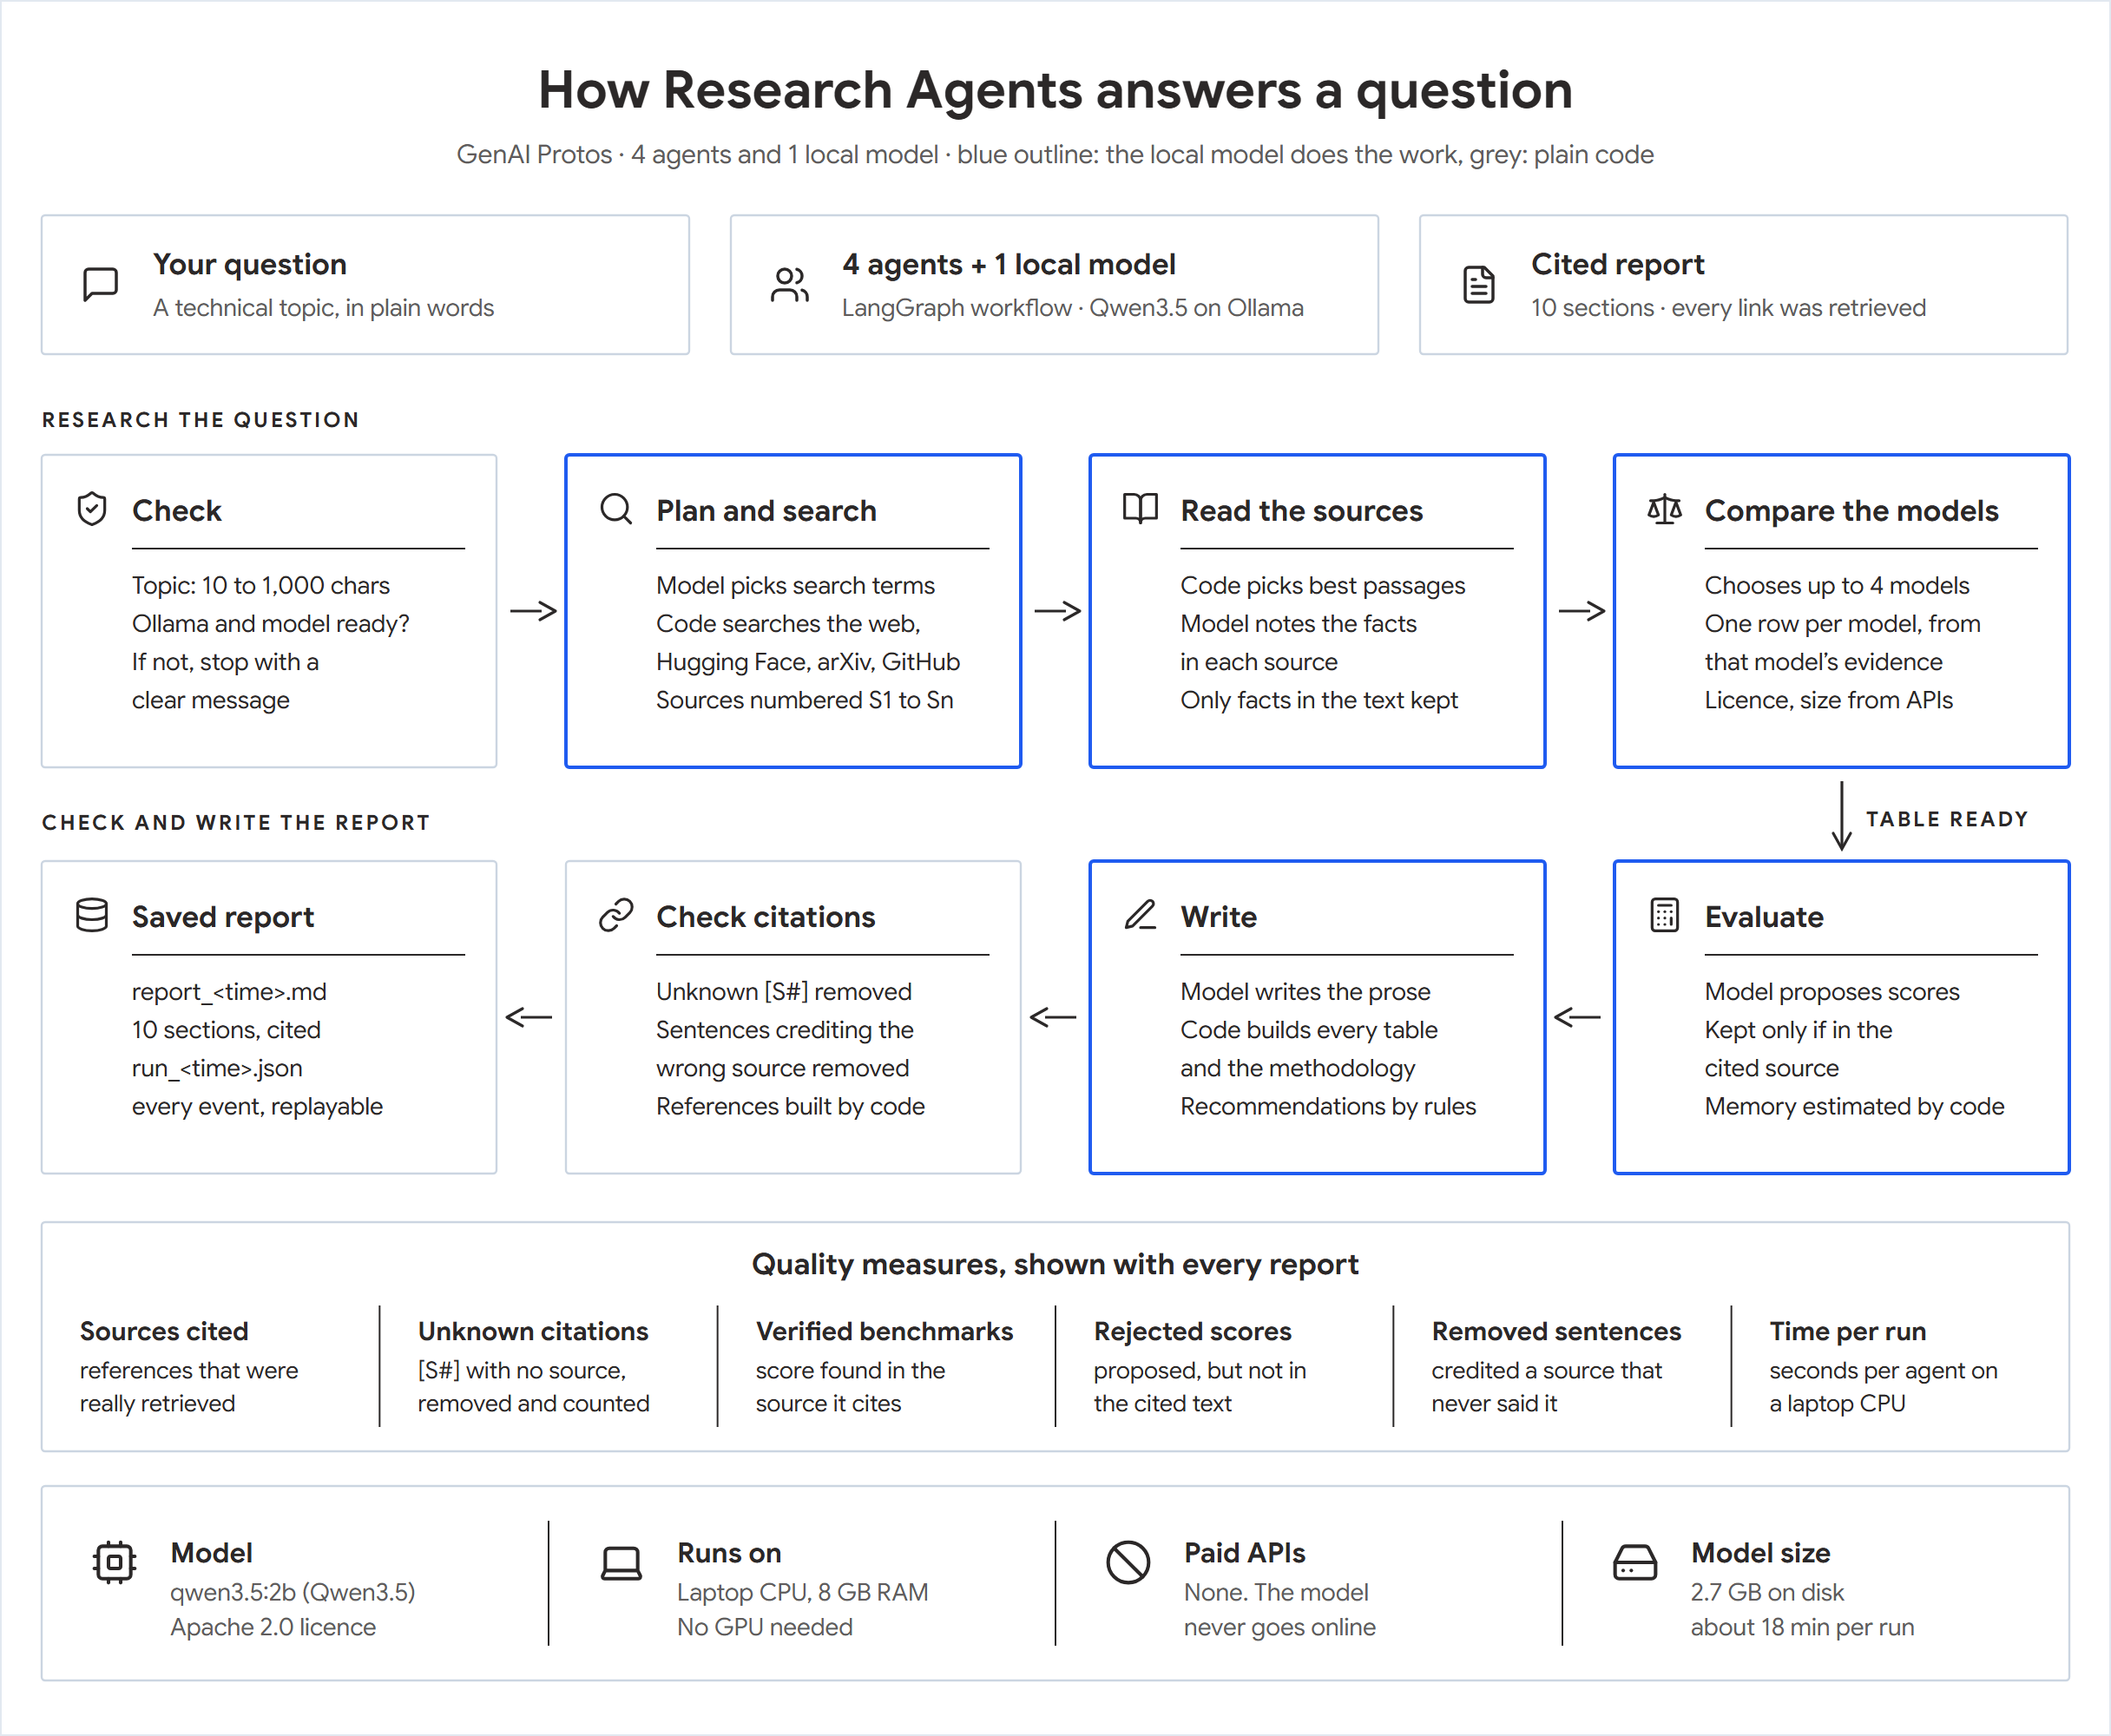 How Research Agents answers a question
GenAI Protos · 4 agents and 1 local model · blue outline: the local model does the work, grey: plain code
Your question
A technical topic, in plain words
4 agents + 1 local model
LangGraph workflow · Qwen3.5 on Ollama
Cited report
10 sections · every link was retrieved
RESEARCH THE QUESTION
Check
Topic: 10 to 1,000 chars
Ollama and model ready?
If not, stop with a
clear message
Plan and search
Model picks search terms
Code searches the web,
Hugging Face, arXiv, GitHub
Sources numbered S1 to Sn
Read the sources
Code picks best passages
Model notes the facts
in each source
Only facts in the text kept
Compare the models
Chooses up to 4 models
One row per model, from
that model’s evidence
Licence, size from APIs
TABLE READY
CHECK AND WRITE THE REPORT
Saved report
report_<time>.md
10 sections, cited
run_<time>.json
every event, replayable
Check citations
Unknown [S#] removed
Sentences crediting the
wrong source removed
References built by code
Write
Model writes the prose
Code builds every table
and the methodology
Recommendations by rules
Evaluate
Model proposes scores
Kept only if in the
cited source
Memory estimated by code
Quality measures, shown with every report
Sources cited
references that were
really retrieved
Unknown citations
[S#] with no source,
removed and counted
Verified benchmarks
score found in the
source it cites
Rejected scores
proposed, but not in
the cited text
Removed sentences
credited a source that
never said it
Time per run
seconds per agent on
a laptop CPU
Model
qwen3.5:2b (Qwen3.5)
Apache 2.0 licence
Runs on
Laptop CPU, 8 GB RAM
No GPU needed
Paid APIs
None. The model
never goes online
Model size
2.7 GB on disk
about 18 min per run